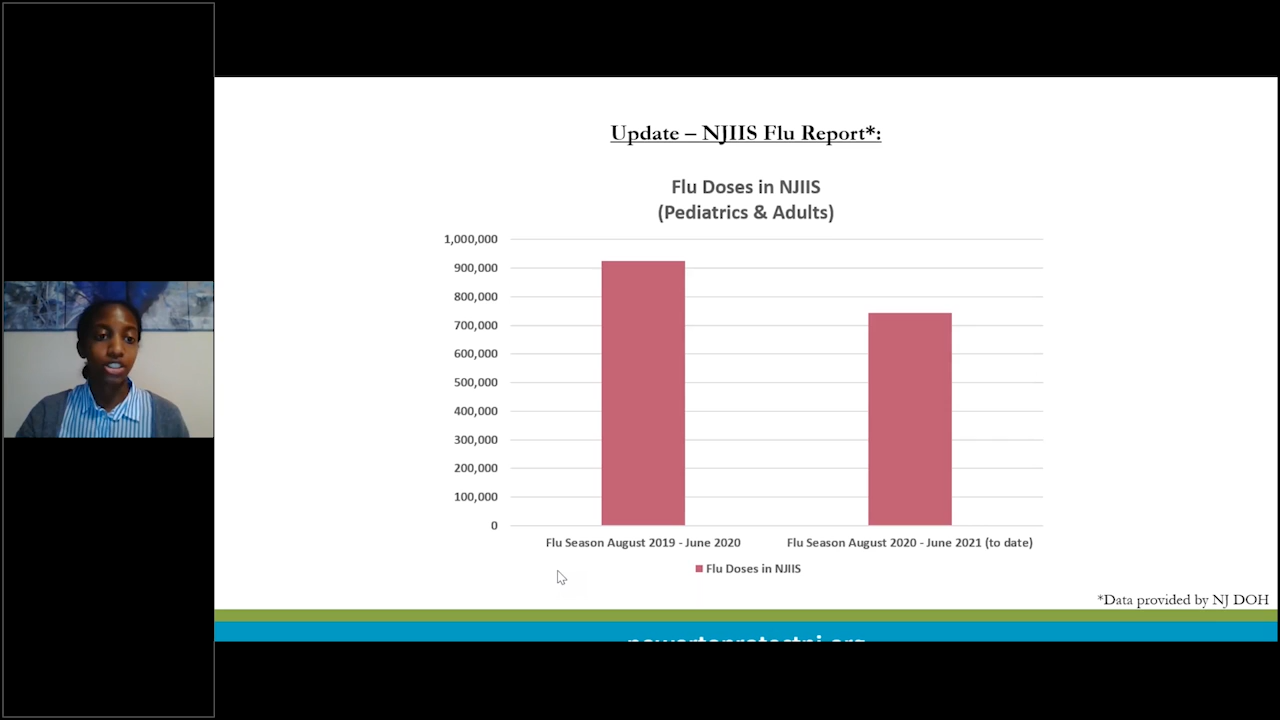 Update – NJIIS Flu Report*:
Flu Doses in NJIIS
(Pediatrics & Adults)
1,000,000
900,000
800,000
700,000
600,000
500,000
400,000
300,000
200,000
100,000
0
Flu Season August 2019 - June 2020
Flu Season August 2020 - June 2021 (to date)
Flu Doses in NJIIS
*Data provided by NJ DOH